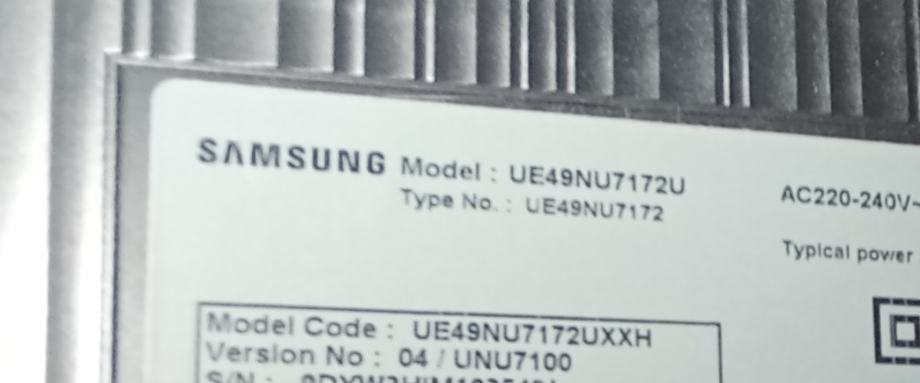 SAMSUNG Model : UE49NU7172U
Type No. : UE49NU7172
AC220-240V~
Typical power
Model Code : UE49NU7172UXXH
Version No : 04 / UNU7100
S/N :